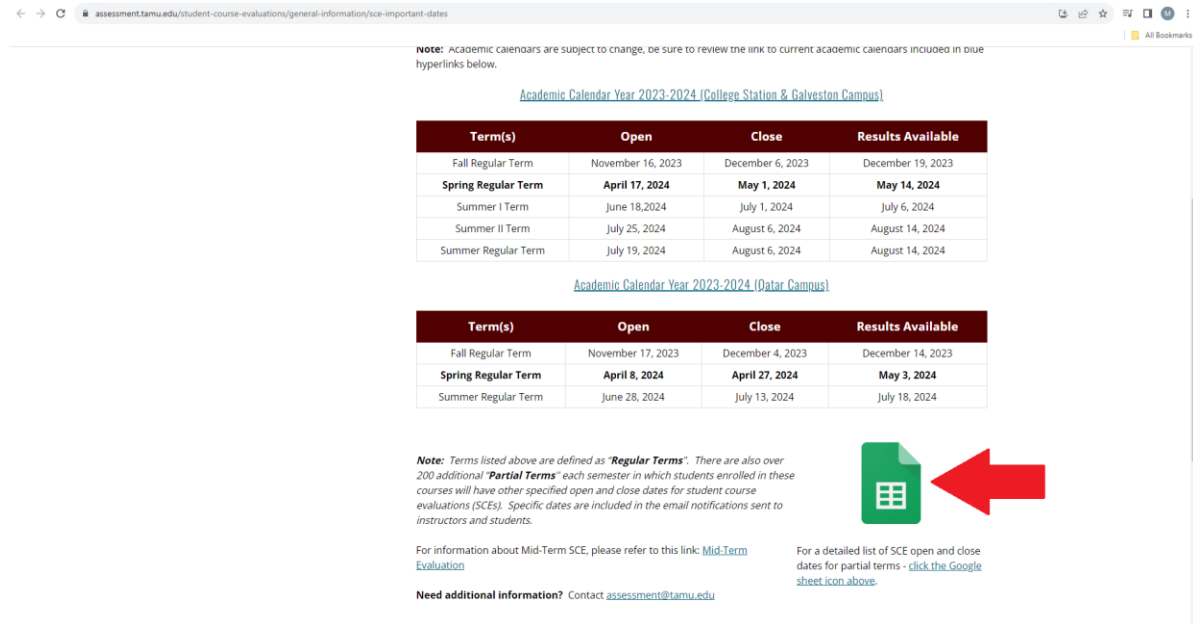 assessment.tamu.edu/student-course-evaluations/general-information/sce-important-dates
M
All Bookmarks
Note: Academic calendars are subject to change, be sure to review the link to current academic calendars included in blue
hyperlinks below.
Academic Calendar Year 2023-2024 (College Station & Galveston Campus)
Term(s) Open Close Results Available
Fall Regular Term November 16, 2023 December 6, 2023 December 19, 2023
Spring Regular Term April 17, 2024 May 1, 2024 May 14, 2024
Summer I Term June 18,2024 July 1, 2024 July 6, 2024
Summer II Term July 25, 2024 August 6, 2024 August 14, 2024
Summer Regular Term July 19, 2024 August 6, 2024 August 14, 2024
Academic Calendar Year 2023-2024 (Qatar Campus)
Term(s) Open Close Results Available
Fall Regular Term November 17, 2023 December 4, 2023 December 14, 2023
Spring Regular Term April 8, 2024 April 27, 2024 May 3, 2024
Summer Regular Term June 28, 2024 July 13, 2024 July 18, 2024
Note: Terms listed above are defined as "Regular Terms". There are also over
200 additional "Partial Terms" each semester in which students enrolled in these
courses will have other specified open and close dates for student course
evaluations (SCEs). Specific dates are included in the email notifications sent to
instructors and students.
For information about Mid-Term SCE, please refer to this link: Mid-Term
Evaluation
Need additional information? Contact assessment@tamu.edu
For a detailed list of SCE open and close
dates for partial terms - click the Google
sheet icon above.